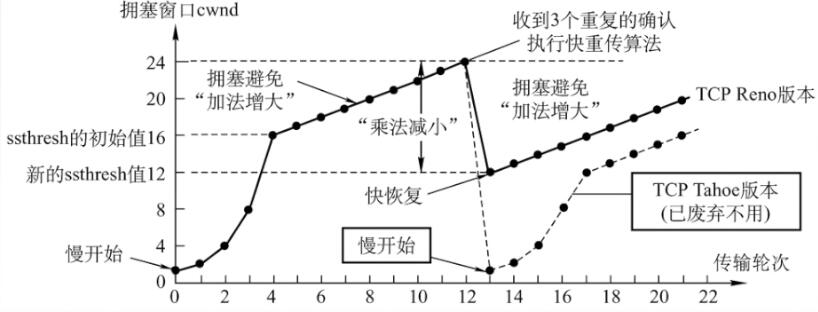 拥塞窗口cwnd
收到3个重复的确认
执行快重传算法
24
拥塞避免
“加法增大”
拥塞避免
“加法增大”
TCP Reno版本
20
“乘法减小”
ssthresh的初始值16
新的ssthresh值12
快恢复
TCP Tahoe版本
(已废弃不用)
8
慢开始
慢开始
4
传输轮次
0
0 2 4 6 8 10 12 14 16 18 20 22